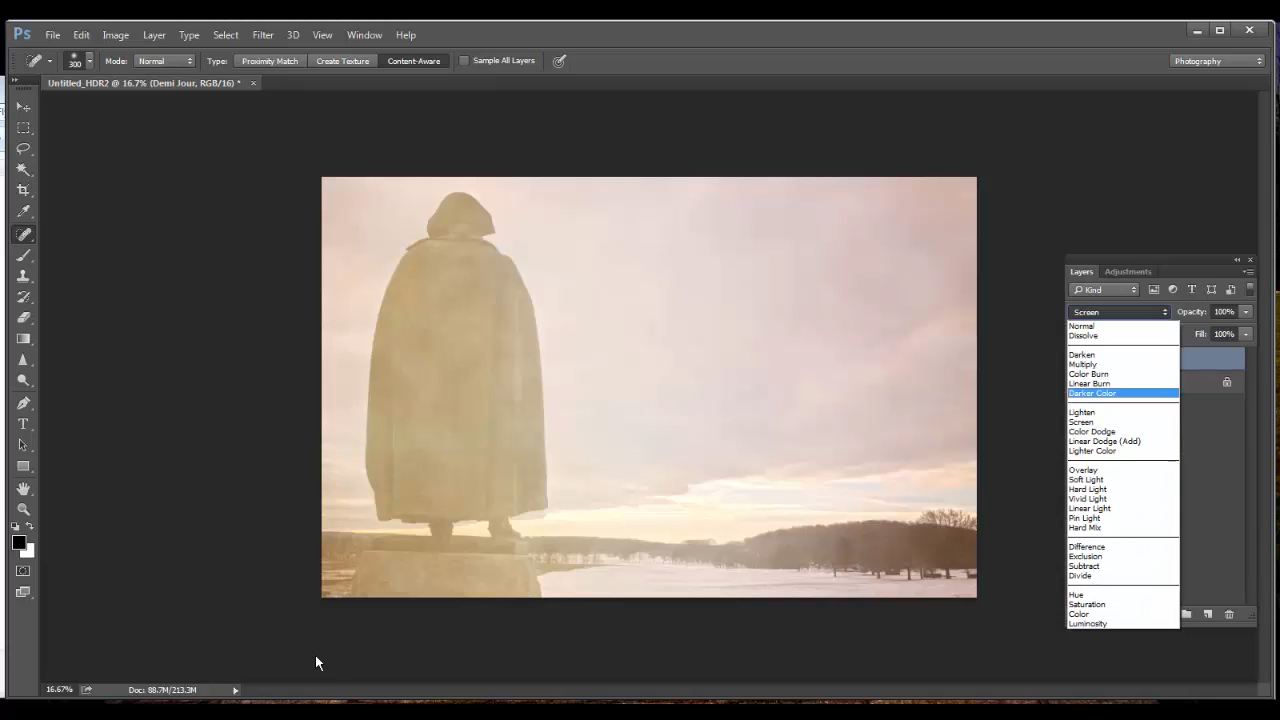 Ps File Edit Image Layer Type Select Filter 3D View Window Help
300 Mode: Normal Type: Proximity Match Create Texture Content-Aware Sample All Layers Photography
Untitled_HDR2 @ 16.7% (Demi Jour, RGB/16) *
Layers Adjustments
Kind
Screen Opacity: 100%
Normal
Fill: 100%
Dissolve
Darken
Multiply
Color Burn
Linear Burn
Darker Color
Lighten
Screen
Color Dodge
Linear Dodge (Add)
Lighter Color
Overlay
Soft Light
Hard Light
Vivid Light
Linear Light
Pin Light
Hard Mix
Difference
Exclusion
Subtract
Divide
Hue
Saturation
Color
Luminosity
16.67% Doc: 88.7M/213.3M